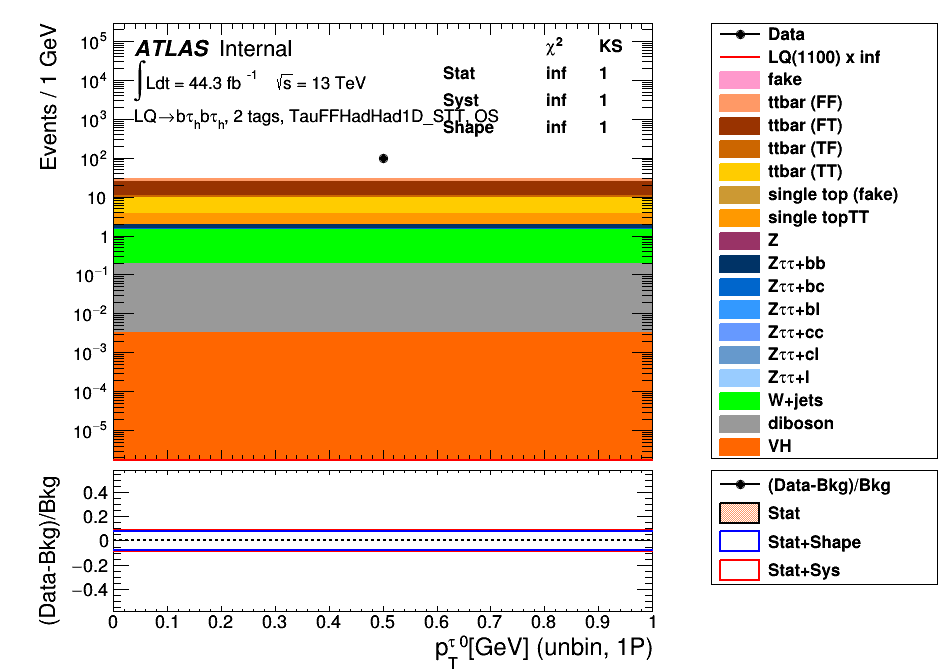 Events / 1 GeV
10⁵
10⁴
10³
10²
10
1
10⁻¹
10⁻²
10⁻³
10⁻⁴
10⁻⁵
ATLAS Internal
∫Ldt = 44.3 fb⁻¹ √s = 13 TeV
LQ→bτₕbτₕ, 2 tags, TauFFHadHad1D_STT, OS
χ² KS
Stat inf 1
Syst inf 1
Shape inf 1
Data
LQ(1100) x inf
fake
ttbar (FF)
ttbar (FT)
ttbar (TF)
ttbar (TT)
single top (fake)
single topTT
Z
Zττ+bb
Zττ+bc
Zττ+bl
Zττ+cc
Zττ+cl
Zττ+l
W+jets
diboson
VH
(Data-Bkg)/Bkg
0.4
0.2
0
−0.2
−0.4
0 0.1 0.2 0.3 0.4 0.5 0.6 0.7 0.8 0.9 1
p_T^τ 0[GeV] (unbin, 1P)
(Data-Bkg)/Bkg
Stat
Stat+Shape
Stat+Sys